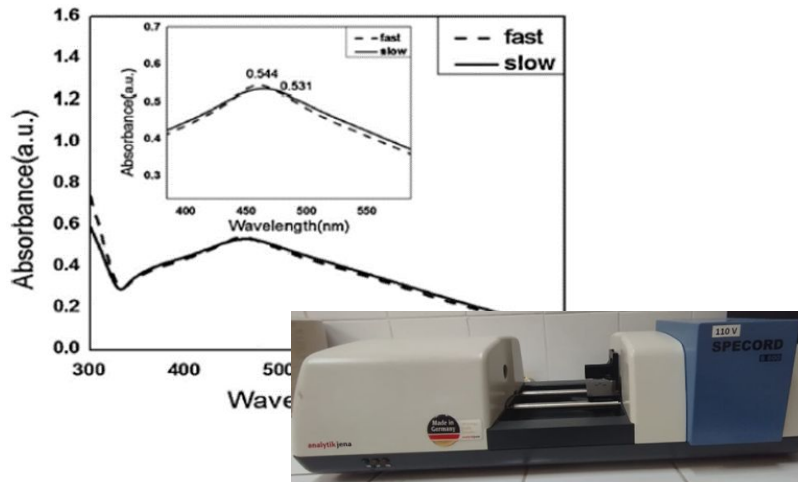 1.6
1.4
1.2
1.0
0.8
0.6
0.4
0.2
0.0
Absorbance(a.u.)
300
400
500
Wave
fast
slow
0.7
0.6
0.5
0.4
0.3
Absorbance(a.u.)
400
450
500
550
Wavelength(nm)
fast
slow
0.544
0.531
110 V
SPECORD
Made in
Germany
analytikjena